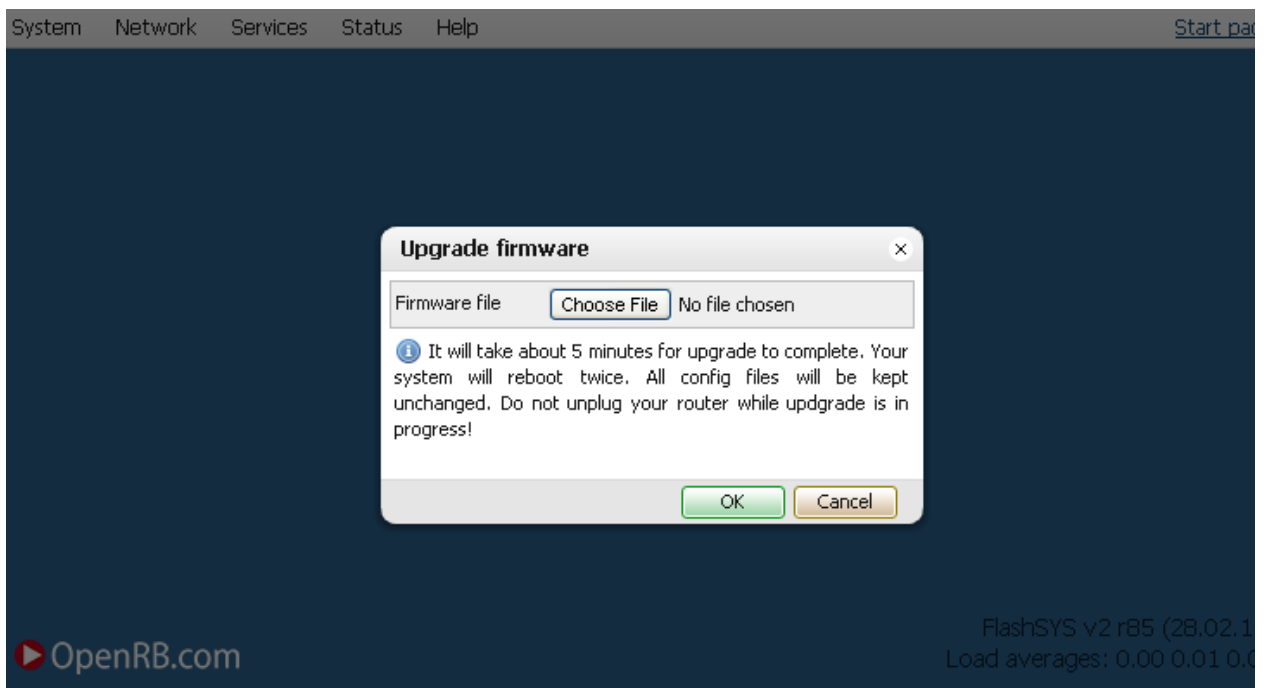 System Network Services Status Help Start pag
Upgrade firmware
Firmware file Choose File No file chosen
It will take about 5 minutes for upgrade to complete. Your
system will reboot twice. All config files will be kept
unchanged. Do not unplug your router while updgrade is in
progress!
OK Cancel
FlashSYS v2 r85 (28.02.1
OpenRB.com
Load averages: 0.00 0.01 0.0